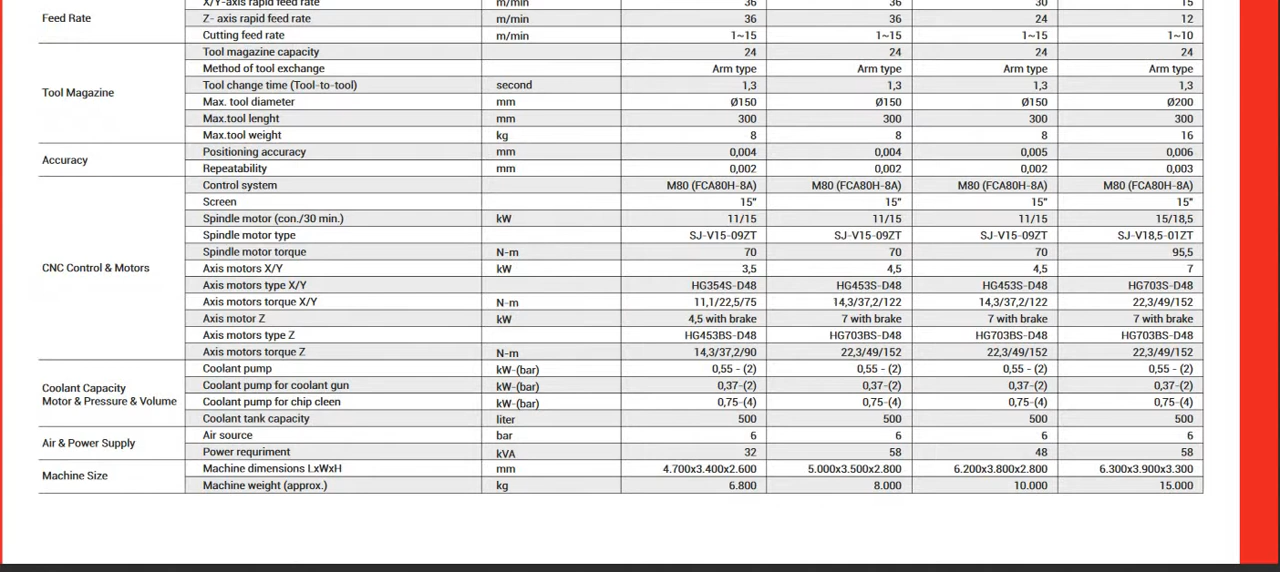 X/Y-axis rapid feed rate m/min 36 36 30 15
Feed Rate Z- axis rapid feed rate m/min 36 36 24 12
Cutting feed rate m/min 1~15 1~15 1~15 1~10
Tool magazine capacity 24 24 24 24
Method of tool exchange Arm type Arm type Arm type Arm type
Tool change time (Tool-to-tool) second 1,3 1,3 1,3 1,3
Tool Magazine
Max. tool diameter mm Ø150 Ø150 Ø150 Ø200
Max.tool lenght mm 300 300 300 300
Max.tool weight kg 8 8 8 16
Positioning accuracy mm 0,004 0,004 0,005 0,006
Accuracy
Repeatability mm 0,002 0,002 0,002 0,003
Control system M80 (FCA80H-8A) M80 (FCA80H-8A) M80 (FCA80H-8A) M80 (FCA80H-8A)
Screen 15" 15" 15" 15"
Spindle motor (con./30 min.) kW 11/15 11/15 11/15 15/18,5
Spindle motor type SJ-V15-09ZT SJ-V15-09ZT SJ-V15-09ZT SJ-V18,5-01ZT
Spindle motor torque N-m 70 70 70 95,5
CNC Control & Motors Axis motors X/Y kW 3,5 4,5 4,5 7
Axis motors type X/Y HG354S-D48 HG453S-D48 HG453S-D48 HG703S-D48
Axis motors torque X/Y N-m 11,1/22,5/75 14,3/37,2/122 14,3/37,2/122 22,3/49/152
Axis motor Z kW 4,5 with brake 7 with brake 7 with brake 7 with brake
Axis motors type Z HG453BS-D48 HG703BS-D48 HG703BS-D48 HG703BS-D48
Axis motors torque Z N-m 14,3/37,2/90 22,3/49/152 22,3/49/152 22,3/49/152
Coolant pump kW-(bar) 0,55 - (2) 0,55 - (2) 0,55 - (2) 0,55 - (2)
Coolant Capacity Coolant pump for coolant gun kW-(bar) 0,37-(2) 0,37-(2) 0,37-(2) 0,37-(2)
Motor & Pressure & Volume Coolant pump for chip cleen kW-(bar) 0,75-(4) 0,75-(4) 0,75-(4) 0,75-(4)
Coolant tank capacity liter 500 500 500 500
Air source bar 6 6 6 6
Air & Power Supply
Power requriment kVA 32 58 48 58
Machine dimensions LxWxH mm 4.700x3.400x2.600 5.000x3.500x2.800 6.200x3.800x2.800 6.300x3.900x3.300
Machine Size
Machine weight (approx.) kg 6.800 8.000 10.000 15.000